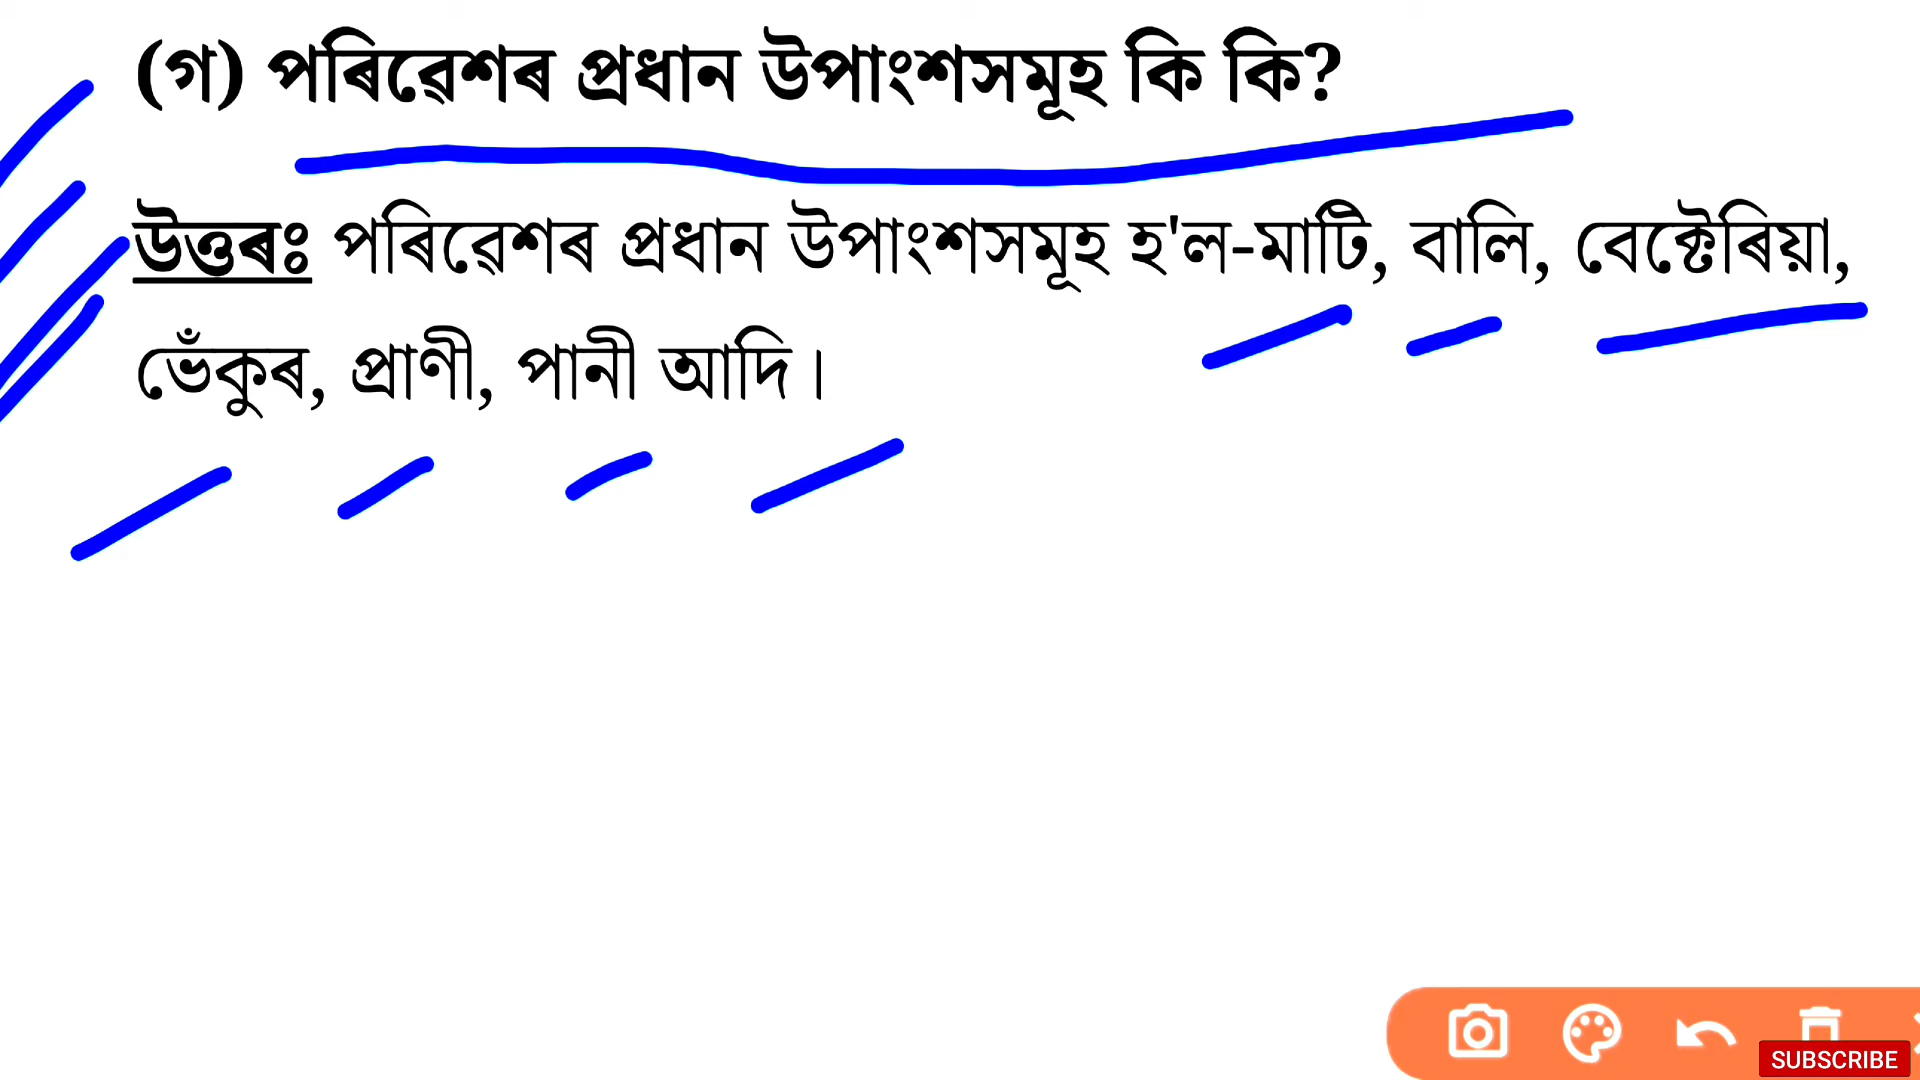 (গ) পৰিৱেশৰ প্ৰধান উপাংশসমূহ কি কি?
উত্তৰঃ পৰিৱেশৰ প্ৰধান উপাংশসমূহ হ'ল-মাটি, বালি, বেক্টেৰিয়া,
ভেঁকুৰ, প্ৰাণী, পানী আদি।
SUBSCRIBE